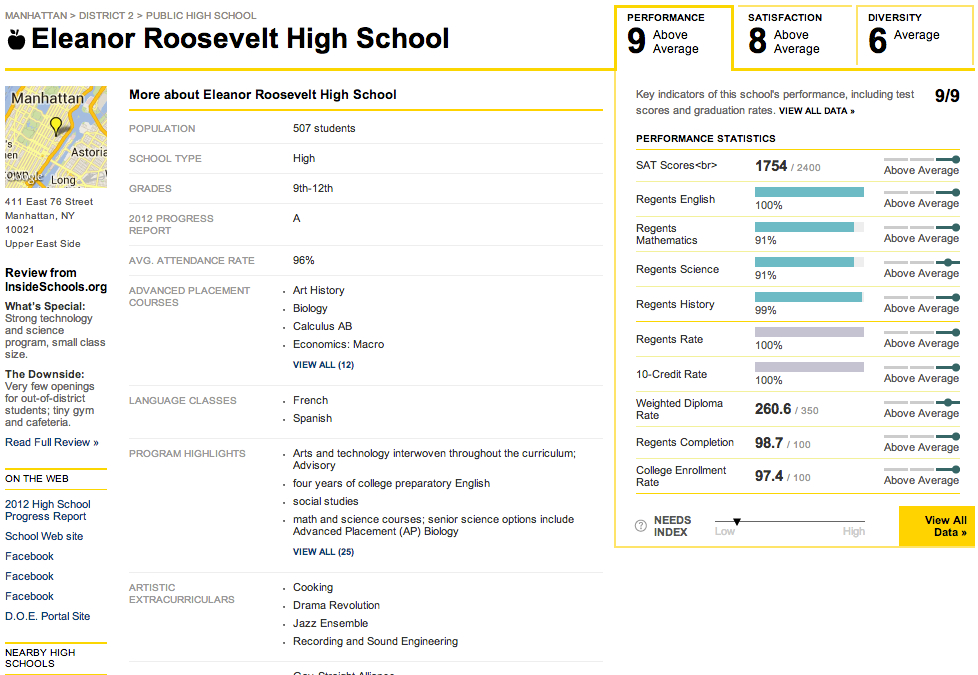 MANHATTAN > DISTRICT 2 > PUBLIC HIGH SCHOOL
Eleanor Roosevelt High School
PERFORMANCE
9 Above
Average
SATISFACTION
8 Above
Average
DIVERSITY
6 Average
Manhattan
Astoria
Long
Google
411 East 76 Street
Manhattan, NY
10021
Upper East Side
Review from
InsideSchools.org
What's Special:
Strong technology
and science
program, small class
size.
The Downside:
Very few openings
for out-of-district
students; tiny gym
and cafeteria.
Read Full Review »
ON THE WEB
2012 High School
Progress Report
School Web site
Facebook
Facebook
Facebook
D.O.E. Portal Site
NEARBY HIGH
SCHOOLS
More about Eleanor Roosevelt High School
POPULATION 507 students
SCHOOL TYPE High
GRADES 9th-12th
2012 PROGRESS
REPORT A
AVG. ATTENDANCE RATE 96%
ADVANCED PLACEMENT
COURSES
Art History
Biology
Calculus AB
Economics: Macro
VIEW ALL (12)
LANGUAGE CLASSES
French
Spanish
PROGRAM HIGHLIGHTS
Arts and technology interwoven throughout the curriculum;
Advisory
four years of college preparatory English
social studies
math and science courses; senior science options include
Advanced Placement (AP) Biology
VIEW ALL (25)
ARTISTIC
EXTRACURRICULARS
Cooking
Drama Revolution
Jazz Ensemble
Recording and Sound Engineering
Key indicators of this school's performance, including test
scores and graduation rates. VIEW ALL DATA »
9/9
PERFORMANCE STATISTICS
SAT Scores<br> 1754 / 2400 Above Average
Regents English 100% Above Average
Regents
Mathematics 91% Above Average
Regents Science 91% Above Average
Regents History 99% Above Average
Regents Rate 100% Above Average
10-Credit Rate 100% Above Average
Weighted Diploma
Rate 260.6 / 350 Above Average
Regents Completion 98.7 / 100 Above Average
College Enrollment
Rate 97.4 / 100 Above Average
? NEEDS
INDEX
Low High
View All
Data »